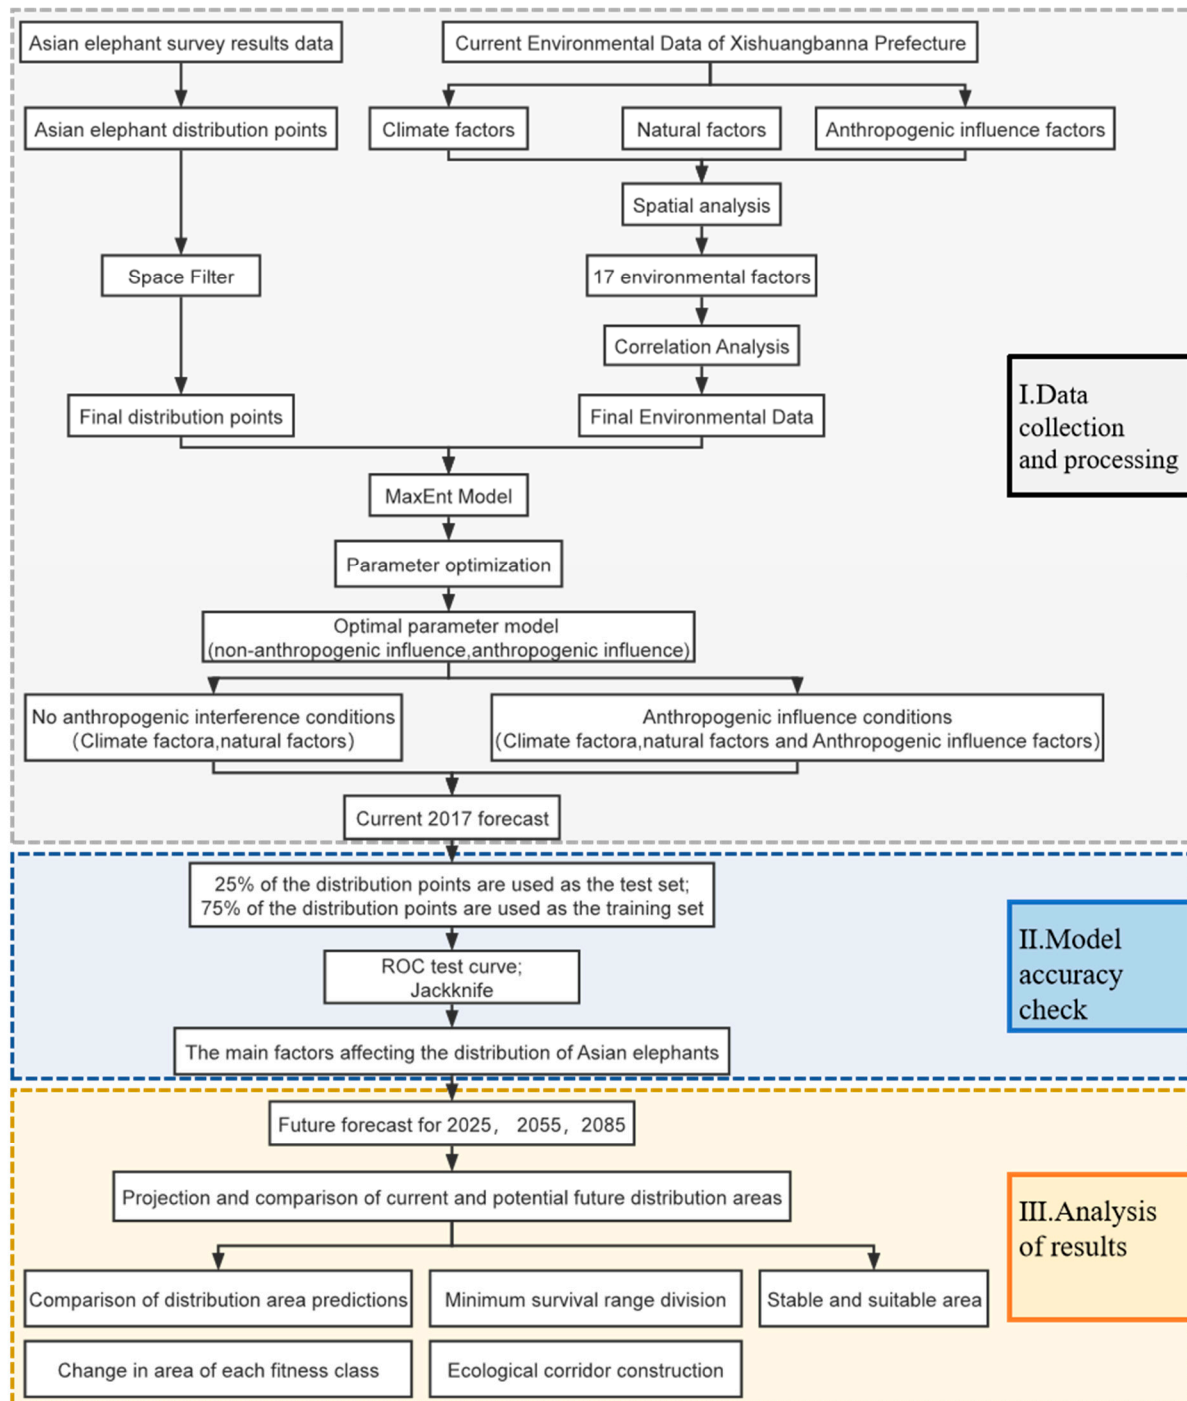 Asian elephant survey results data
Current Environmental Data of Xishuangbanna Prefecture
Asian elephant distribution points
Climate factors
Natural factors
Anthropogenic influence factors
Spatial analysis
Space Filter
17 environmental factors
Correlation Analysis
Final distribution points
Final Environmental Data
I.Data
collection
and processing
MaxEnt Model
Parameter optimization
Optimal parameter model
(non-anthropogenic influence,anthropogenic influence)
No anthropogenic interference conditions
(Climate factora,natural factors)
Anthropogenic influence conditions
(Climate factora,natural factors and Anthropogenic influence factors)
Current 2017 forecast
25% of the distribution points are used as the test set;
75% of the distribution points are used as the training set
ROC test curve;
Jackknife
The main factors affecting the distribution of Asian elephants
II.Model
accuracy
check
Future forecast for 2025, 2055, 2085
Projection and comparison of current and potential future distribution areas
III.Analysis
of results
Comparison of distribution area predictions
Minimum survival range division
Stable and suitable area
Change in area of each fitness class
Ecological corridor construction